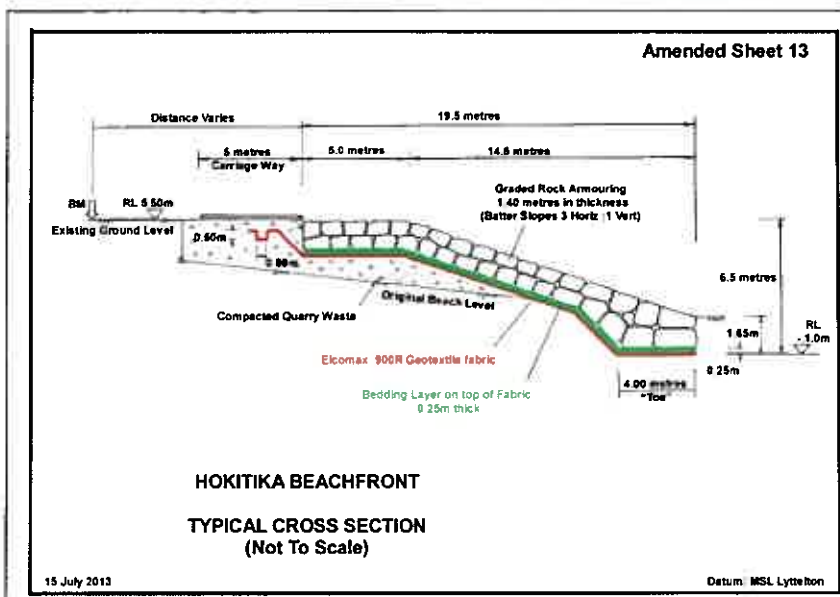 Amended Sheet 13
Distance Varies
19.5 metres
5 metres
Carriage Way
5.0 metres
14.5 metres
BM
RL 5.50m
Existing Ground Level
Graded Rock Armouring
1.40 metres in thickness
(Batter Slopes 3 Horiz : 1 Vert)
0.50m
6.5 metres
Original Beach Level
Compacted Quarry Waste
1.65m
RL
- 1.0m
0.25m
Elcomax 900R Geotextile fabric
4.00 metres
"Toe"
Bedding Layer on top of Fabric
0.25m thick
HOKITIKA BEACHFRONT
TYPICAL CROSS SECTION
(Not To Scale)
15 July 2013
Datum: MSL Lyttelton